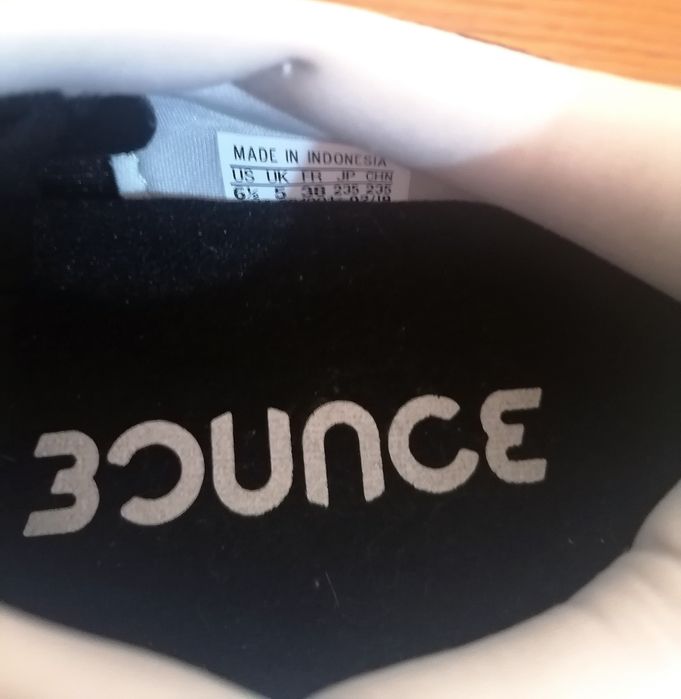 MADE IN INDONESIA
US UK FR JP CHN
6½ 5 38 235 235
BOUNCE